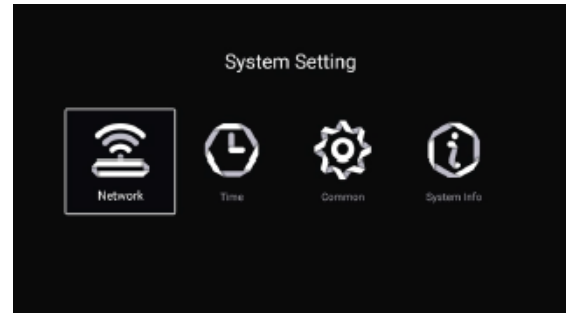 System Setting
Network
Time
Common
System Info